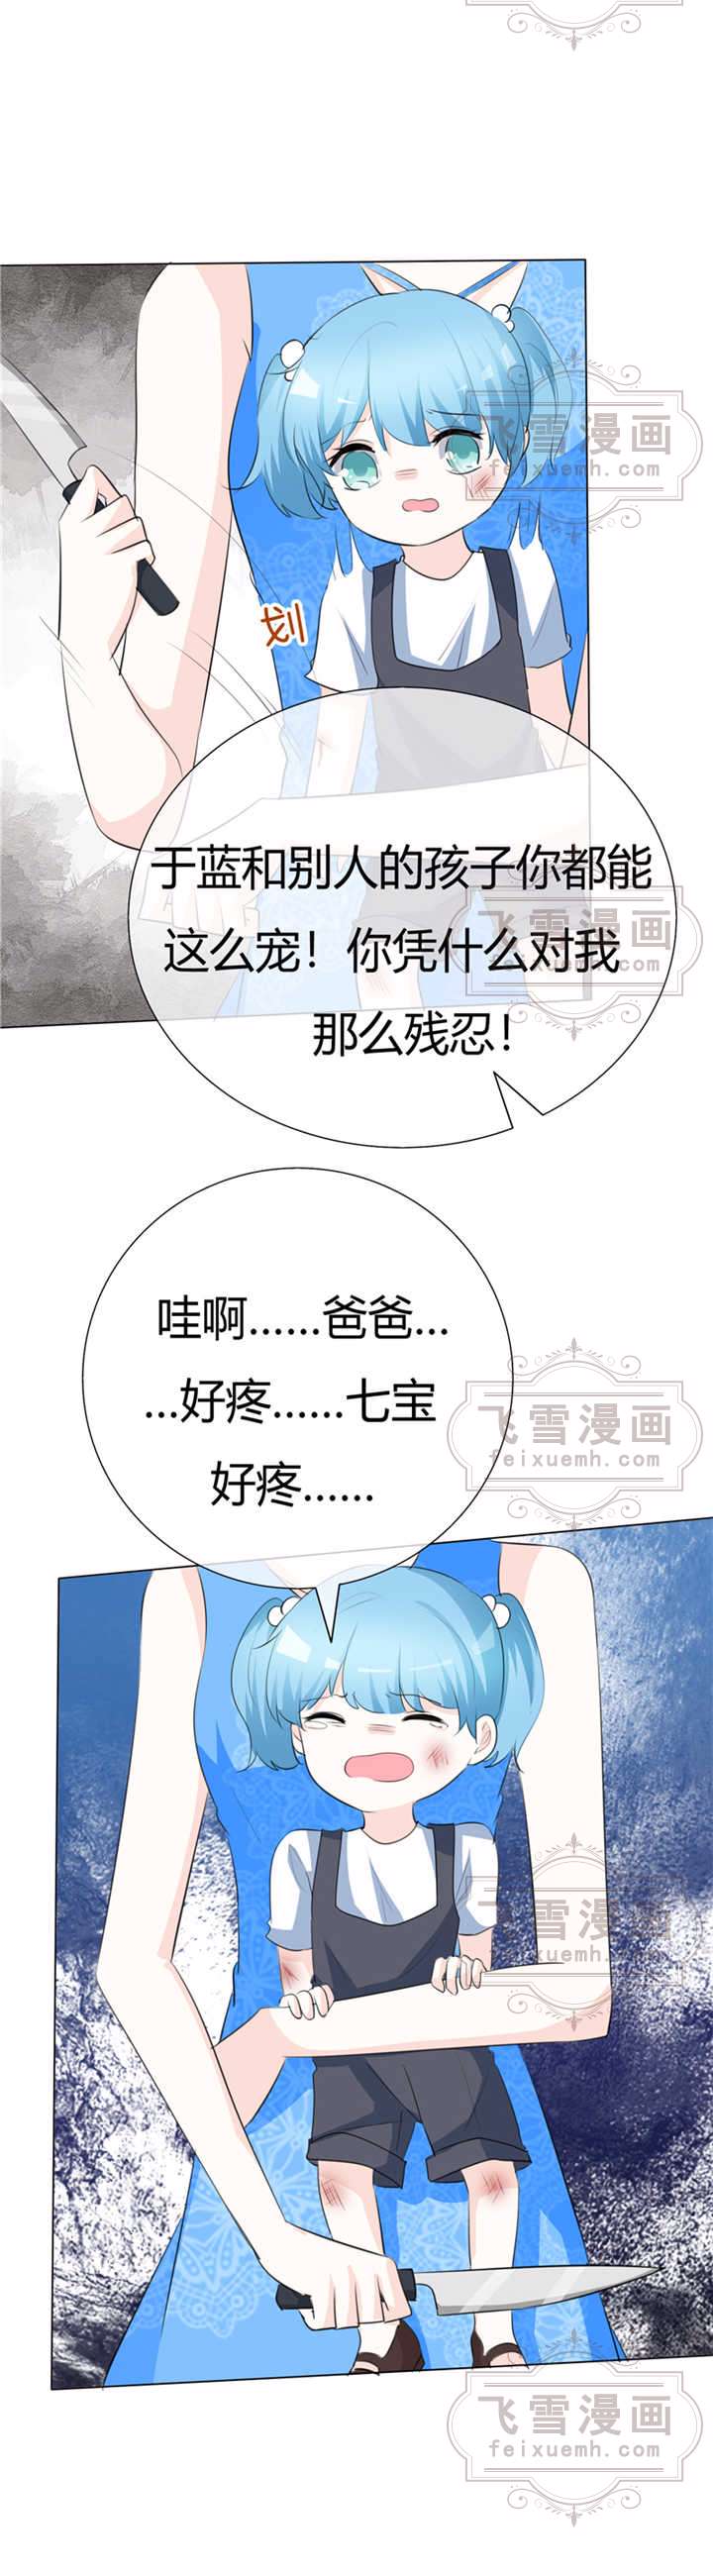 飞雪漫画
feixuemh.com
划
于蓝和别人的孩子你都能
这么宠！你凭什么对我
那么残忍！
飞雪漫画
feixuemh.com
哇啊……爸爸…
…好疼……七宝
好疼……
飞雪漫画
feixuemh.com
飞雪漫画
feixuemh.com
飞雪漫画
feixuemh.com